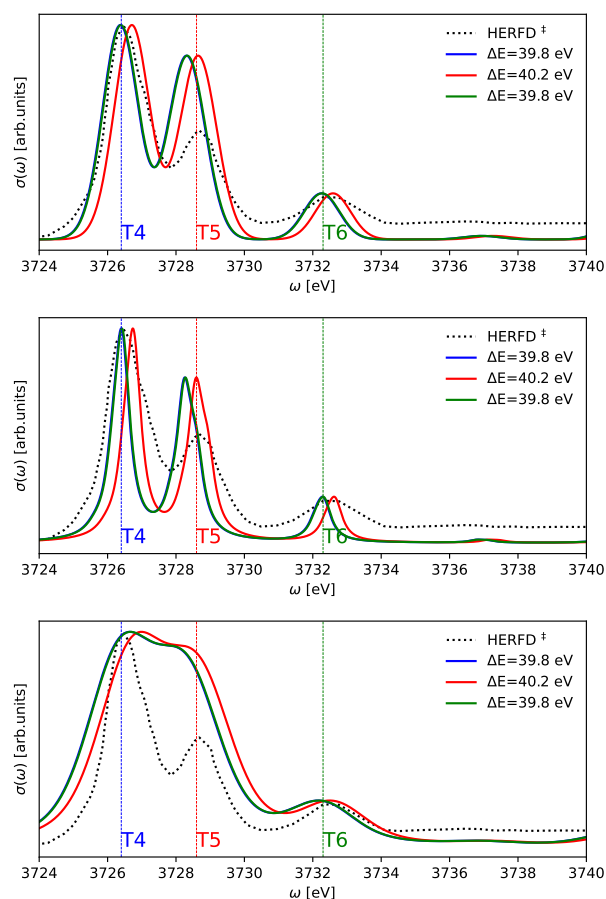 HERFD ‡
ΔE=39.8 eV
ΔE=40.2 eV
ΔE=39.8 eV
σ(ω) [arb.units]
T4 T5 T6
3724 3726 3728 3730 3732 3734 3736 3738 3740
ω [eV]
HERFD ‡
ΔE=39.8 eV
ΔE=40.2 eV
ΔE=39.8 eV
σ(ω) [arb.units]
T4 T5 T6
3724 3726 3728 3730 3732 3734 3736 3738 3740
ω [eV]
HERFD ‡
ΔE=39.8 eV
ΔE=40.2 eV
ΔE=39.8 eV
σ(ω) [arb.units]
T4 T5 T6
3724 3726 3728 3730 3732 3734 3736 3738 3740
ω [eV]